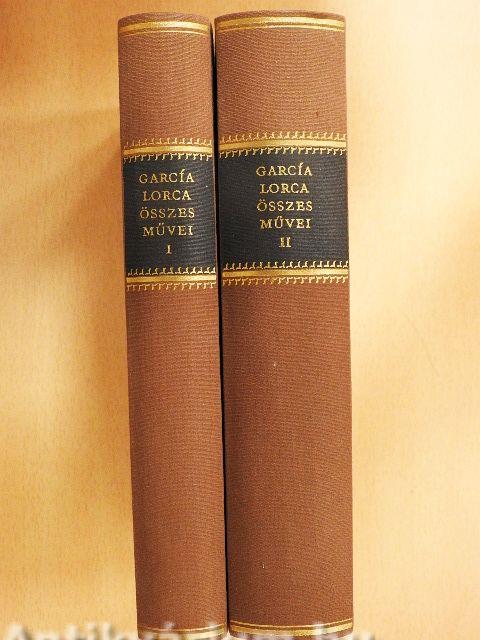 GARCÍA
LORCA
ÖSSZES
MŰVEI
I
GARCÍA
LORCA
ÖSSZES
MŰVEI
II